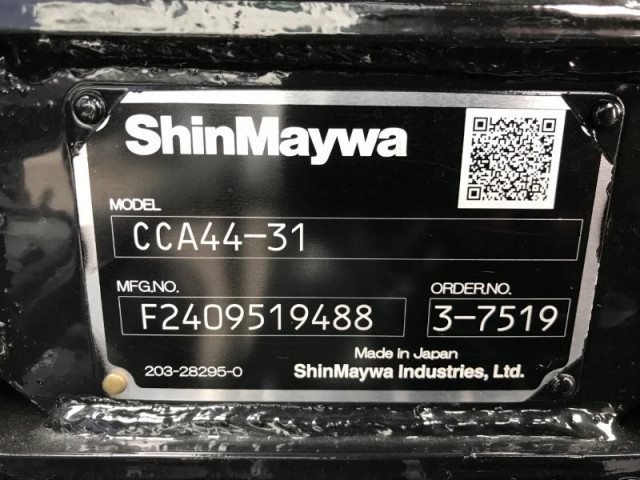 ShinMaywa
MODEL
CCA44-31
MFG.NO. ORDER.NO.
F2409519488 3-7519
Made in Japan
203-28295-0 ShinMaywa Industries, Ltd.